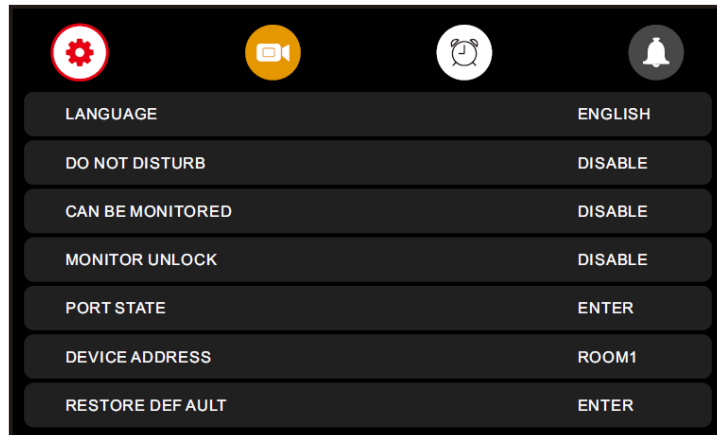 LANGUAGE ENGLISH
DO NOT DISTURB DISABLE
CAN BE MONITORED DISABLE
MONITOR UNLOCK DISABLE
PORT STATE ENTER
DEVICE ADDRESS ROOM1
RESTORE DEF AULT ENTER